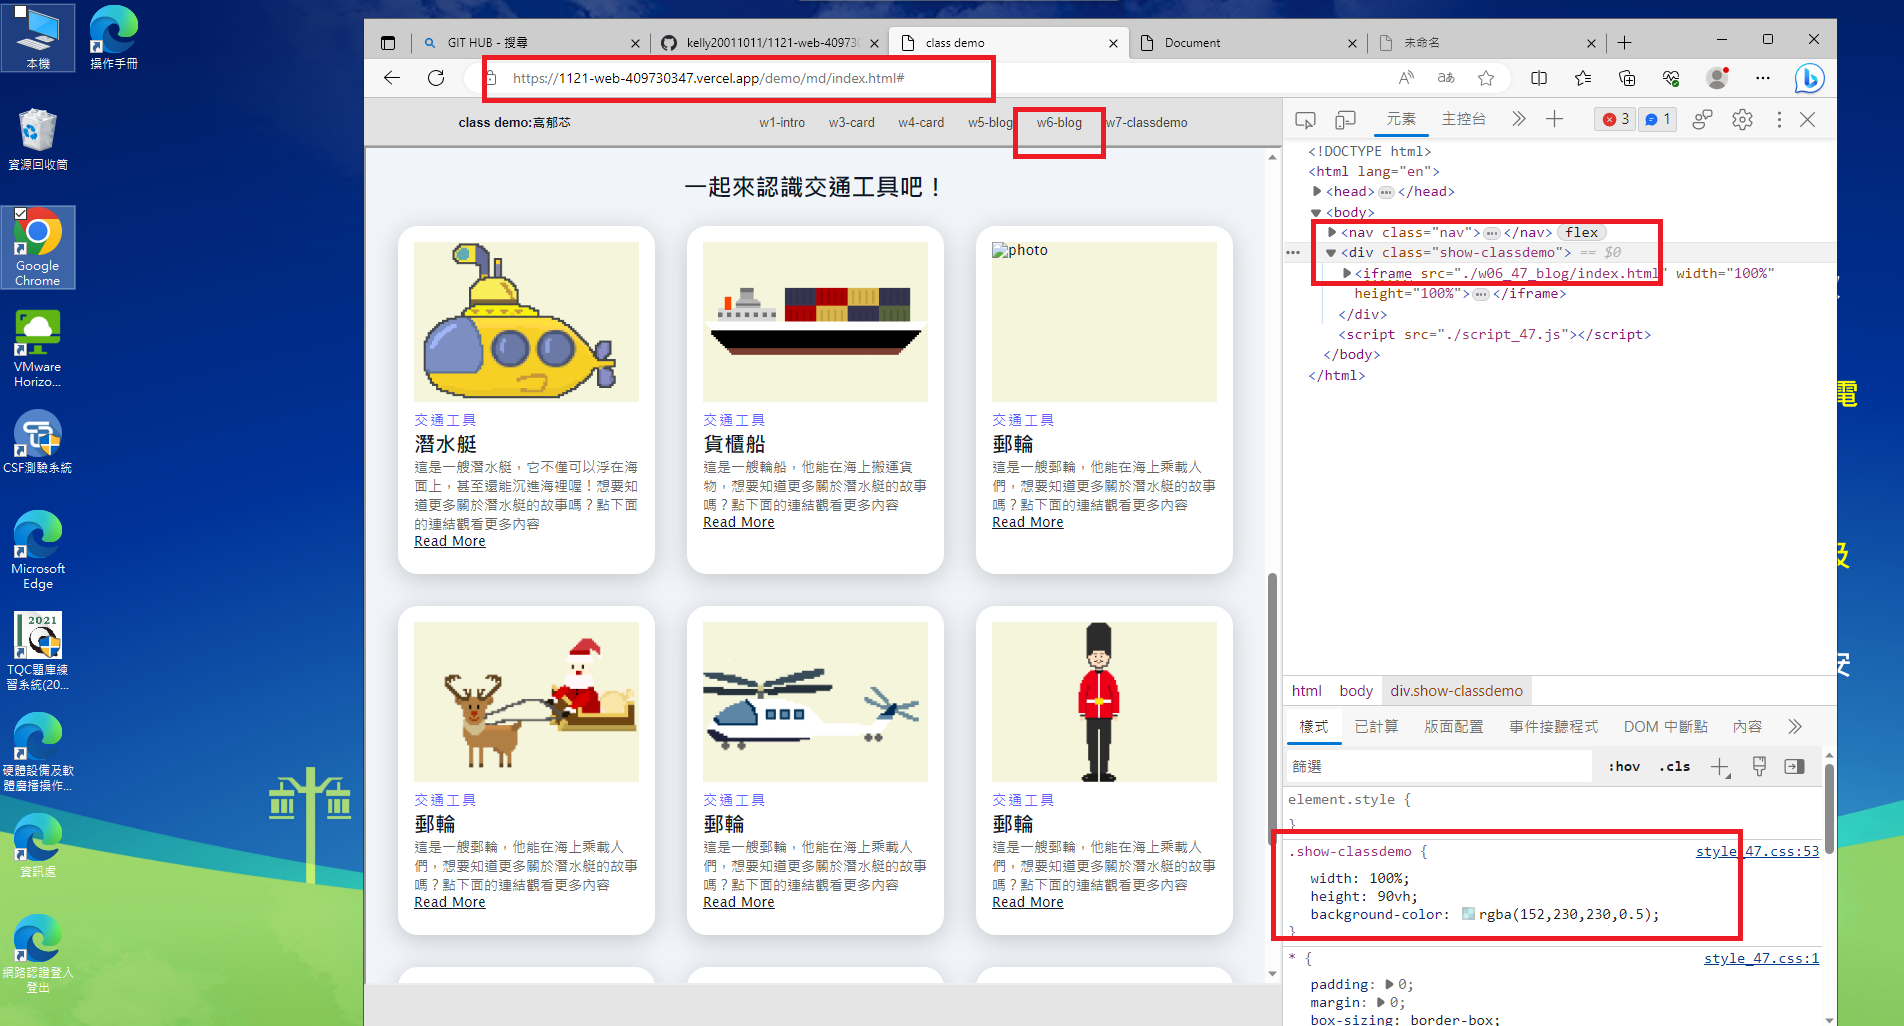 本機
操作手冊
資源回收筒
Google
Chrome
VMware
Horizo...
CSF測驗系統
Microsoft
Edge
2021
TQC題庫練
習系統(20...
硬體設備及軟
體廣播操作...
資訊處
網路認證登入
登出
GIT HUB - 搜尋
kelly20011011/1121-web-40973
class demo
Document
未命名
https://1121-web-409730347.vercel.app/demo/md/index.html#
class demo:高郁芯
w1-intro
w3-card
w4-card
w5-blog
w6-blog
w7-classdemo
一起來認識交通工具吧！
交通工具
潛水艇
這是一艘潛水艇，它不僅可以浮在海
面上，甚至還能沉進海裡喔！想要知
道更多關於潛水艇的故事嗎？點下面
的連結觀看更多內容
Read More
交通工具
貨櫃船
這是一艘輪船，他能在海上搬運貨
物，想要知道更多關於潛水艇的故事
嗎？點下面的連結觀看更多內容
Read More
photo
交通工具
郵輪
這是一艘郵輪，他能在海上乘載人
們，想要知道更多關於潛水艇的故事
嗎？點下面的連結觀看更多內容
Read More
交通工具
郵輪
這是一艘郵輪，他能在海上乘載人
們，想要知道更多關於潛水艇的故事
嗎？點下面的連結觀看更多內容
Read More
交通工具
郵輪
這是一艘郵輪，他能在海上乘載人
們，想要知道更多關於潛水艇的故事
嗎？點下面的連結觀看更多內容
Read More
交通工具
郵輪
這是一艘郵輪，他能在海上乘載人
們，想要知道更多關於潛水艇的故事
嗎？點下面的連結觀看更多內容
Read More
元素
主控台
3
1
<!DOCTYPE html>
<html lang="en">
<head> ••• </head>
<body>
<nav class="nav"> ••• </nav> flex
••• <div class="show-classdemo"> == $0
<iframe src="./w06_47_blog/index.html" width="100%"
height="100%"> ••• </iframe>
</div>
<script src="./script_47.js"></script>
</body>
</html>
html
body
div.show-classdemo
樣式
已計算
版面配置
事件接聽程式
DOM 中斷點
內容
篩選
:hov
.cls
element.style {
}
.show-classdemo {
style_47.css:53
width: 100%;
height: 90vh;
background-color: rgba(152,230,230,0.5);
}
* {
style_47.css:1
padding: 0;
margin: 0;
box-sizing: border-box;
電